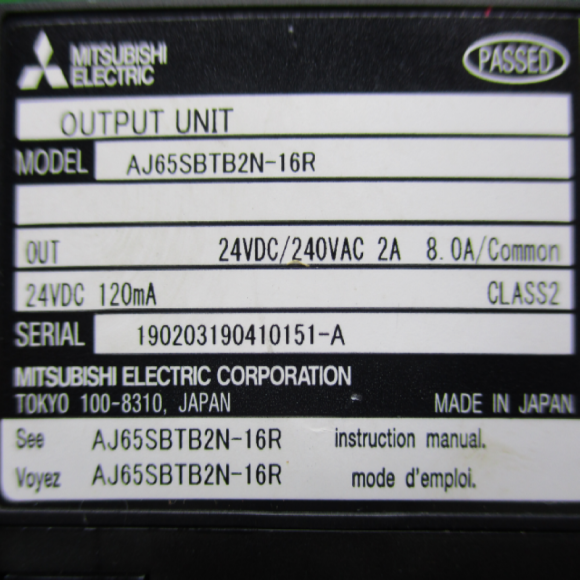 MITSUBISHI
ELECTRIC
PASSED
OUTPUT UNIT
MODEL AJ65SBTB2N-16R
OUT 24VDC/240VAC 2A 8.0A/Common
24VDC 120mA CLASS2
SERIAL 190203190410151-A
MITSUBISHI ELECTRIC CORPORATION
TOKYO 100-8310, JAPAN MADE IN JAPAN
See AJ65SBTB2N-16R instruction manual.
Voyez AJ65SBTB2N-16R mode d'emploi.